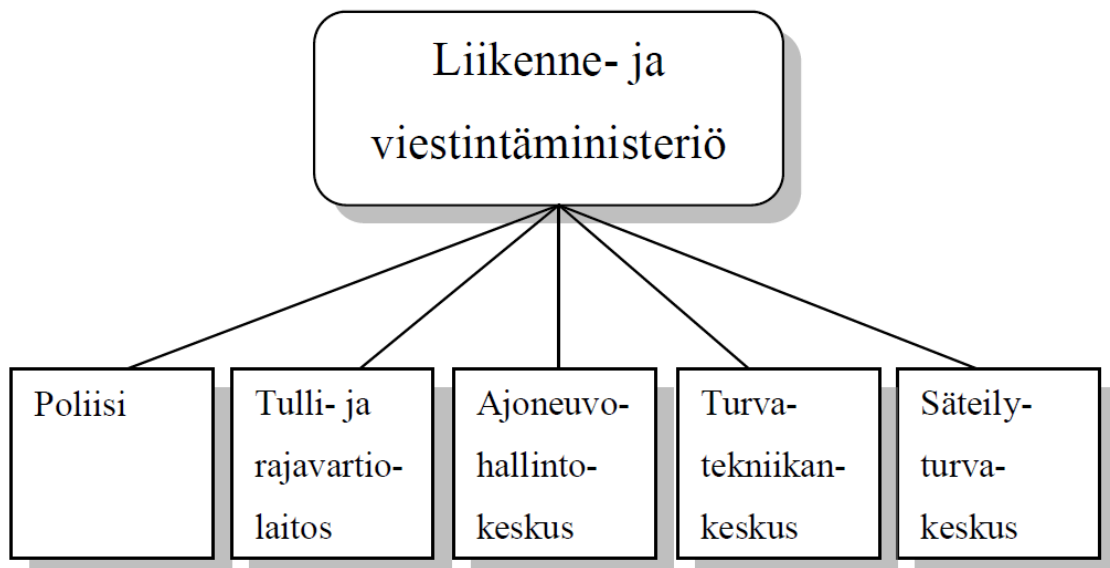 Liikenne- ja
viestintäministeriö
Poliisi
Tulli- ja
rajavartio-
laitos
Ajoneuvo-
hallinto-
keskus
Turva-
tekniikan-
keskus
Säteily-
turva-
keskus